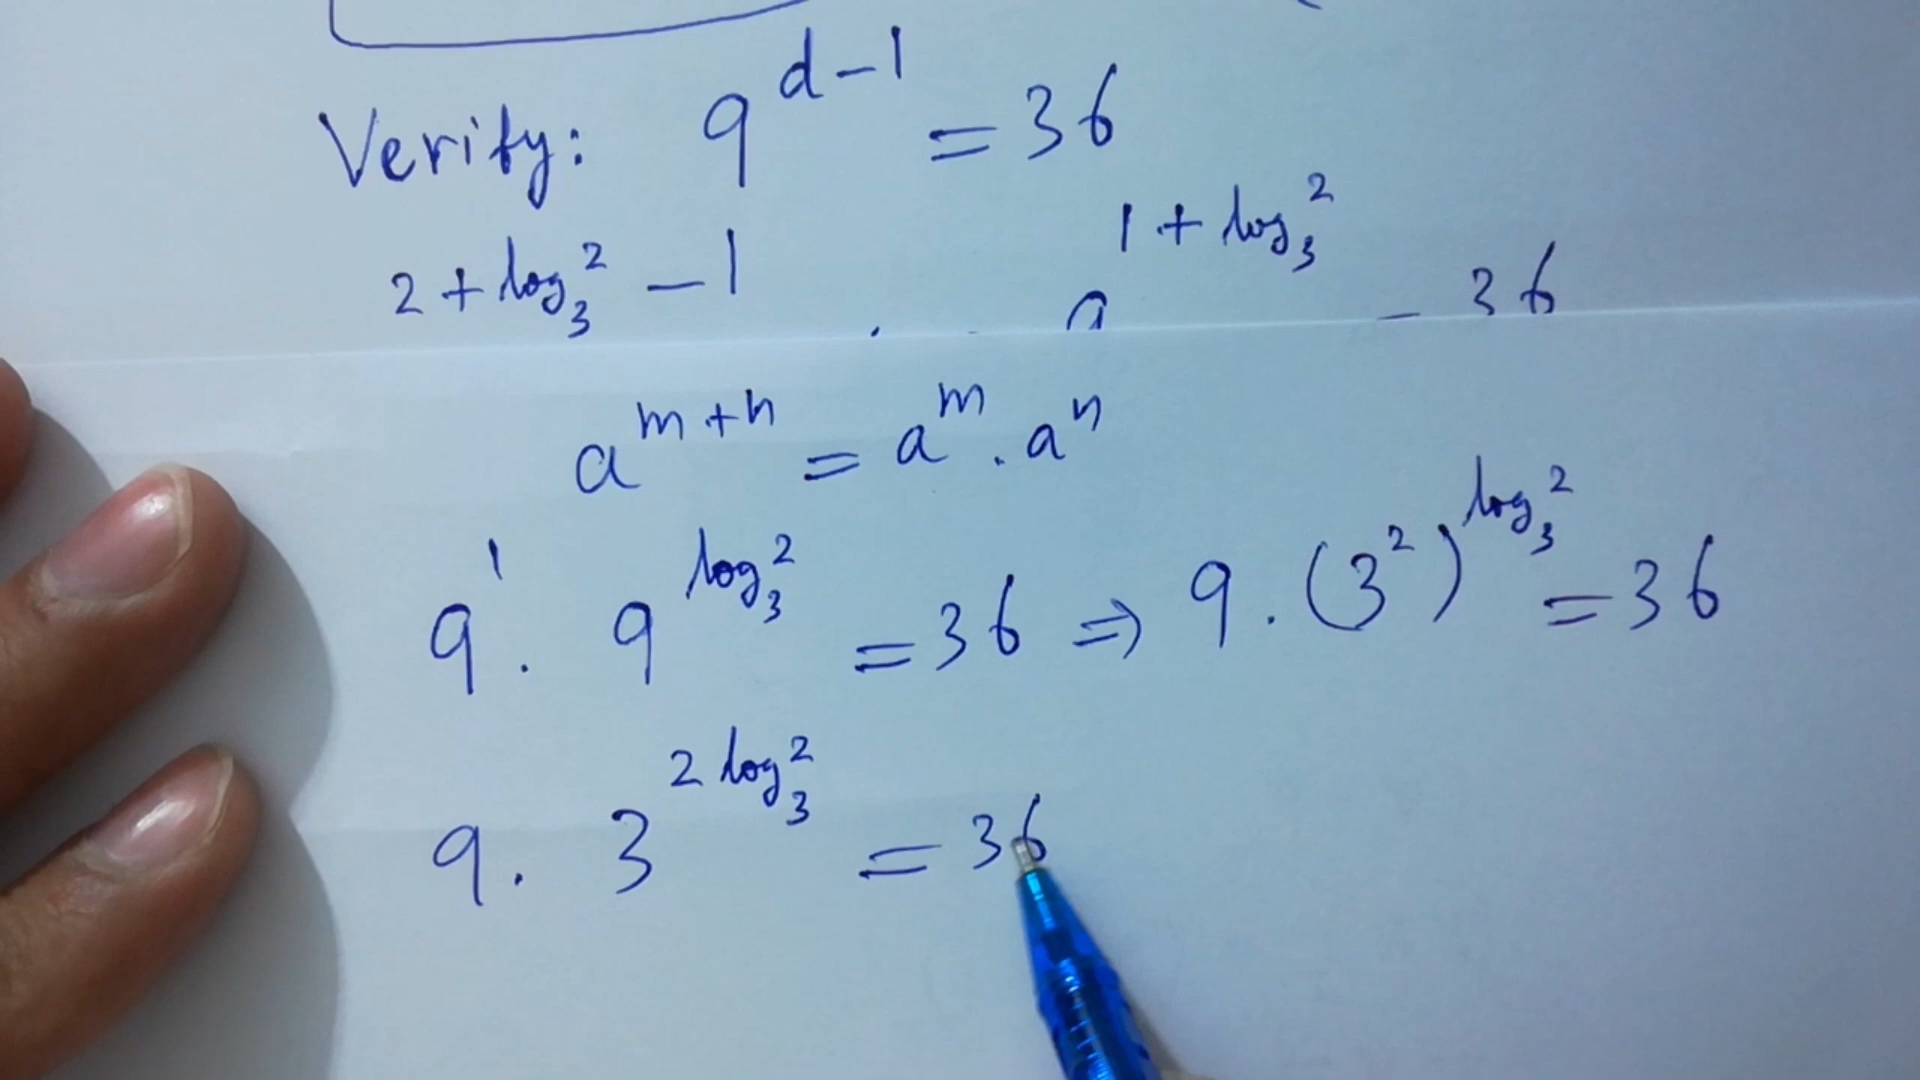 Verify: 9^{d-1} = 36
2 + log_3 2 - 1
1 + log_3 2
9 = 36
a^{m+n} = a^m . a^n
9^1 . 9^{log_3 2} = 36 ⇒ 9 . (3^2)^{log_3 2} = 36
9 . 3^{2 log_3 2} = 36